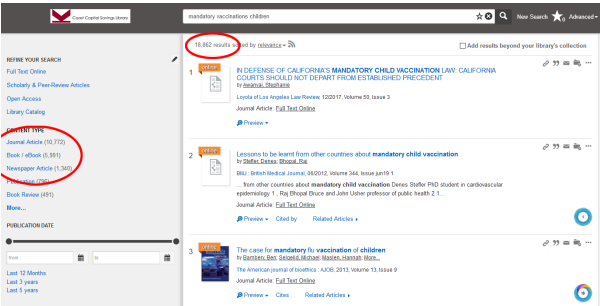 Court Capital Savings Library
mandatory vaccinations children
New Search
0
Advanced
REFINE YOUR SEARCH
Full Text Online
Scholarly & Peer-Review Articles
Open Access
Library Catalog
CONTENT TYPE
Journal Article (10,772)
Book / eBook (5,991)
Newspaper Article (1,340)
Publication (796)
Book Review (491)
More...
PUBLICATION DATE
from
to
Last 12 Months
Last 3 years
Last 5 years
18,862 results sorted by relevance
Add results beyond your library's collection
1
online
IN DEFENSE OF CALIFORNIA'S MANDATORY CHILD VACCINATION LAW: CALIFORNIA
COURTS SHOULD NOT DEPART FROM ESTABLISHED PRECEDENT
by Awanyai, Stephanie
Loyola of Los Angeles Law Review, 12/2017, Volume 50, Issue 3
Journal Article: Full Text Online
Preview
2
online
Lessons to be learnt from other countries about mandatory child vaccination
by Steffer, Denes; Bhopal, Raj
BMJ : British Medical Journal, 06/2012, Volume 344, Issue jun19 1
... from other countries about mandatory child vaccination Denes Steffer PhD student in cardiovascular
epidemiology 1 , Raj Bhopal Bruce and John Usher professor of public health 2 1...
Journal Article: Full Text Online
Preview Cited by Related Articles
3
online
The case for mandatory flu vaccination of children
by Bambery, Ben; Selgelid, Michael; Maslen, Hannah; More...
The American journal of bioethics : AJOB, 2013, Volume 13, Issue 9
Journal Article: Full Text Online
Preview Cites Related Articles